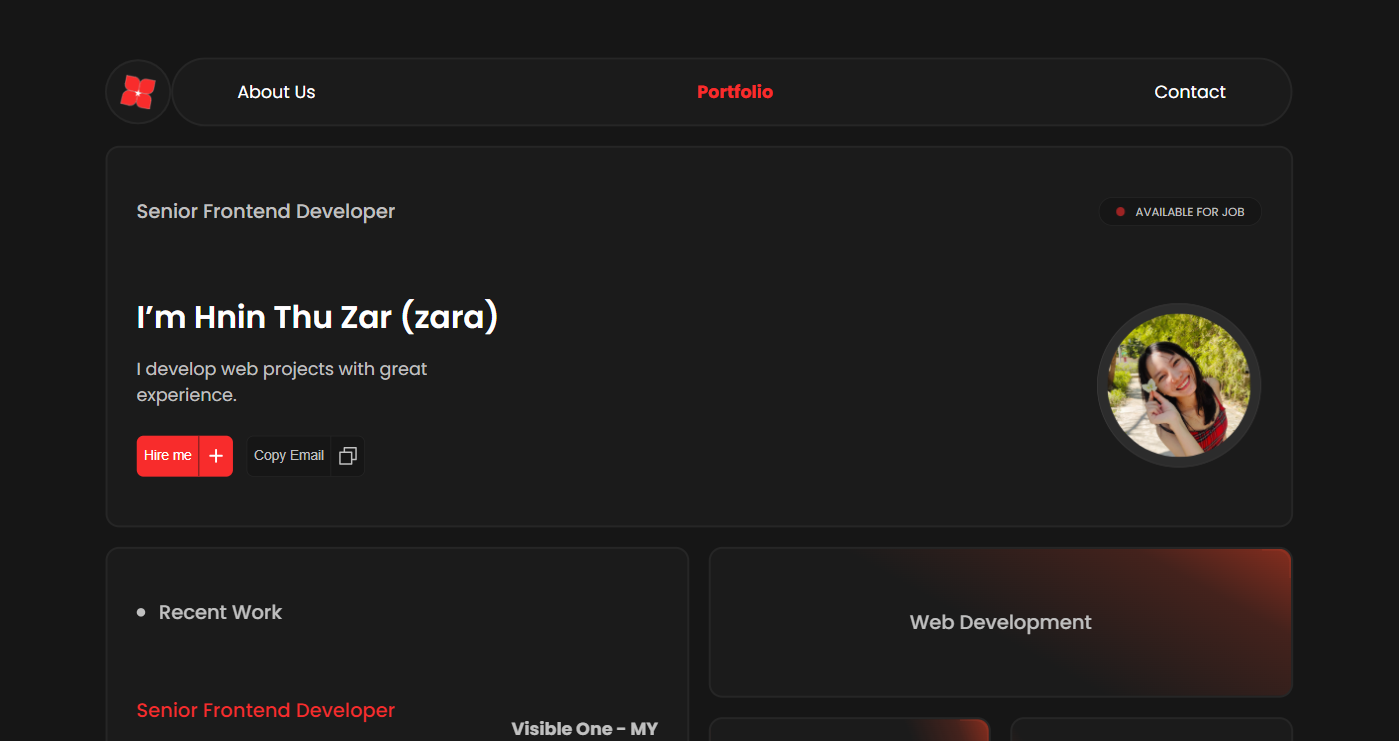 About Us
Portfolio
Contact
Senior Frontend Developer
AVAILABLE FOR JOB
I’m Hnin Thu Zar (zara)
I develop web projects with great
experience.
Hire me
Copy Email
Recent Work
Web Development
Senior Frontend Developer
Visible One - MY